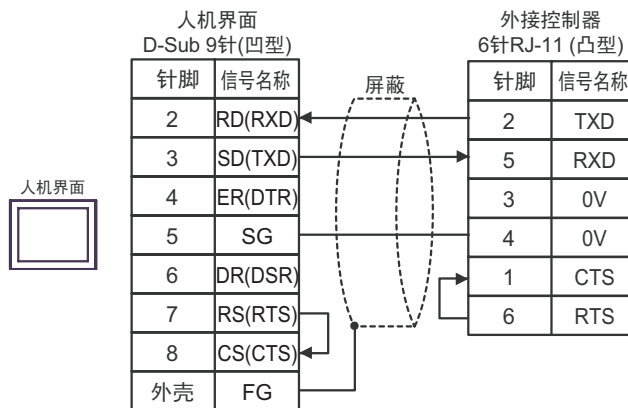 人机界面
D-Sub 9针(凹型)
针脚 信号名称
2 RD(RXD)
3 SD(TXD)
4 ER(DTR)
5 SG
6 DR(DSR)
7 RS(RTS)
8 CS(CTS)
外壳 FG
屏蔽
外接控制器
6针RJ-11 (凸型)
针脚 信号名称
2 TXD
5 RXD
3 0V
4 0V
1 CTS
6 RTS
人机界面